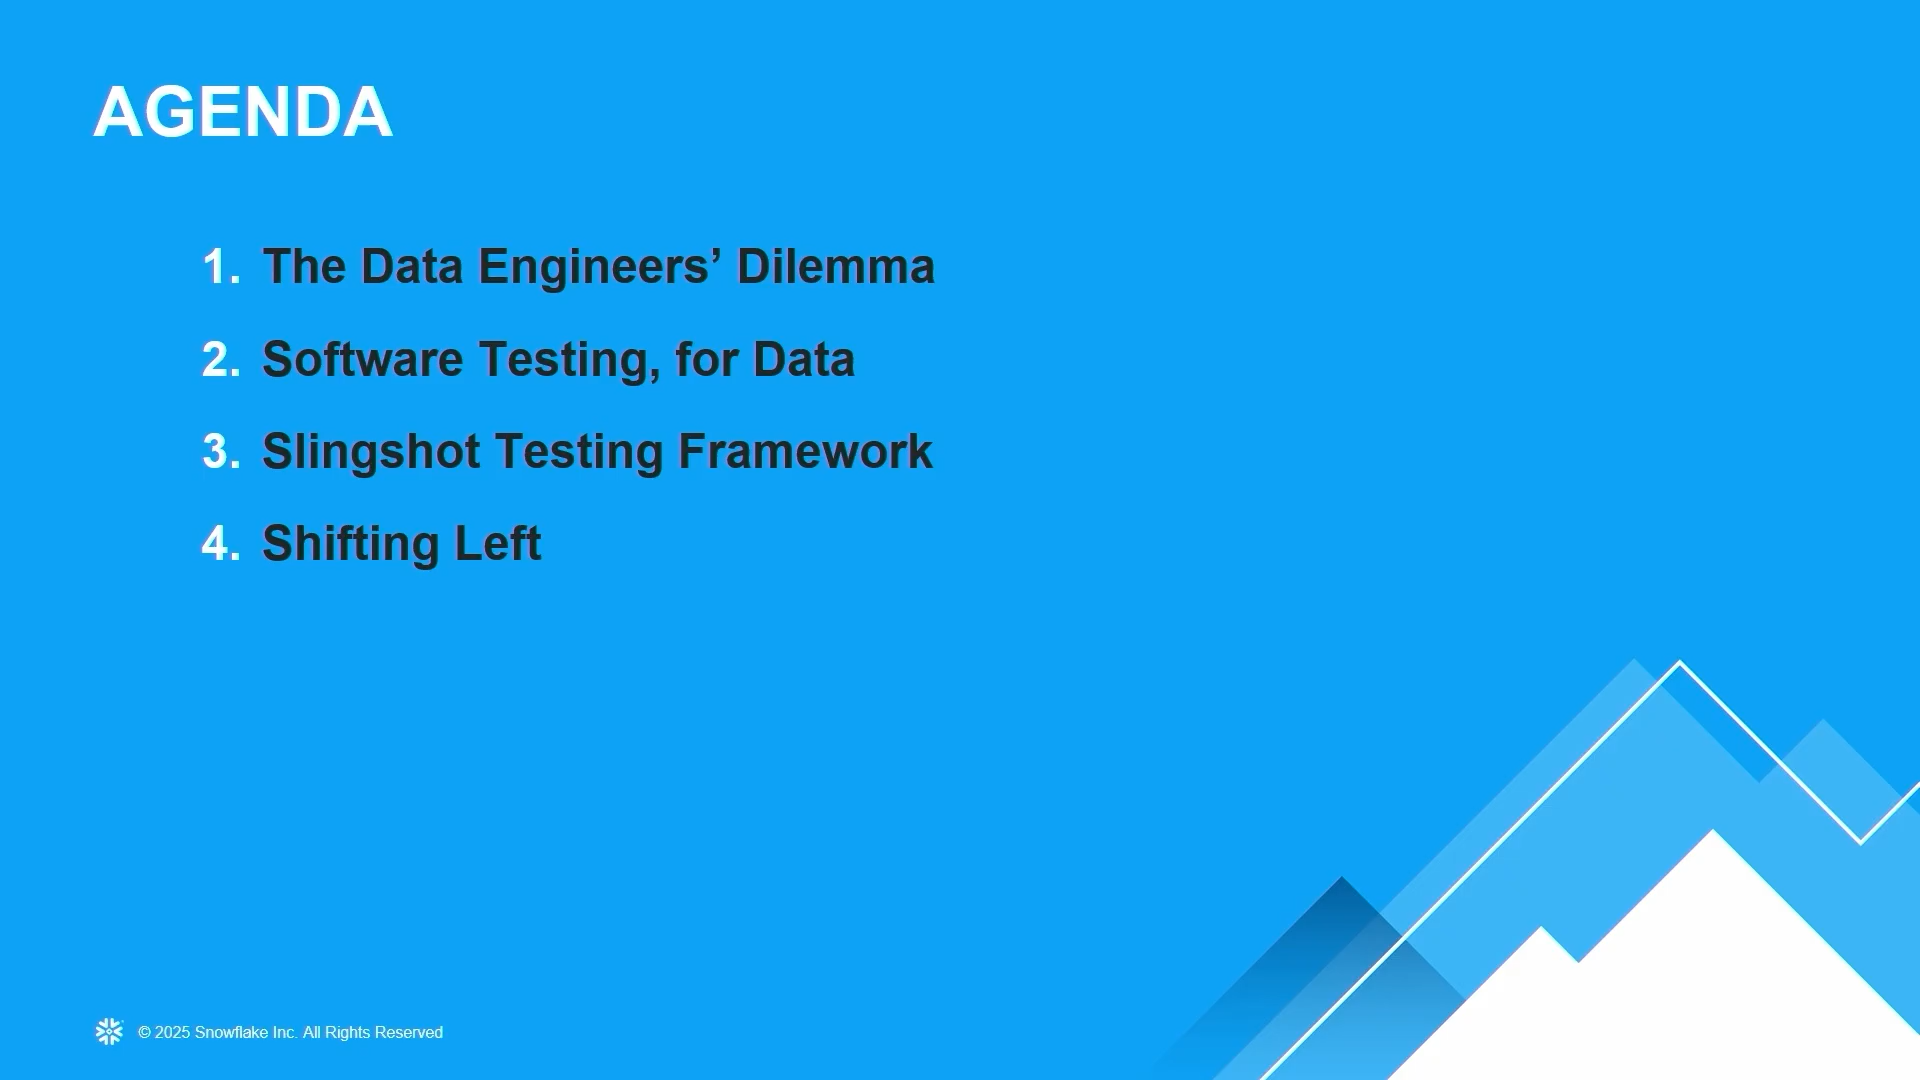 AGENDA
1. The Data Engineers’ Dilemma
2. Software Testing, for Data
3. Slingshot Testing Framework
4. Shifting Left
© 2025 Snowflake Inc. All Rights Reserved